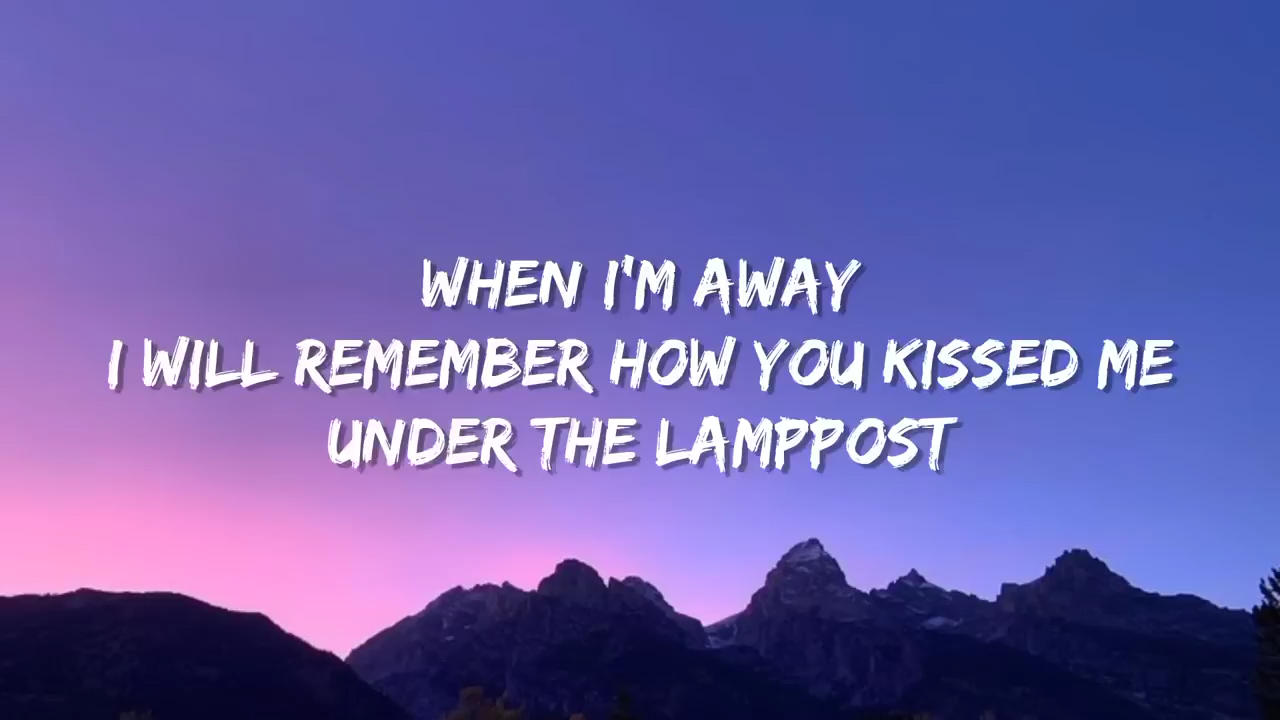 WHEN I'M AWAY
I WILL REMEMBER HOW YOU KISSED ME
UNDER THE LAMPPOST